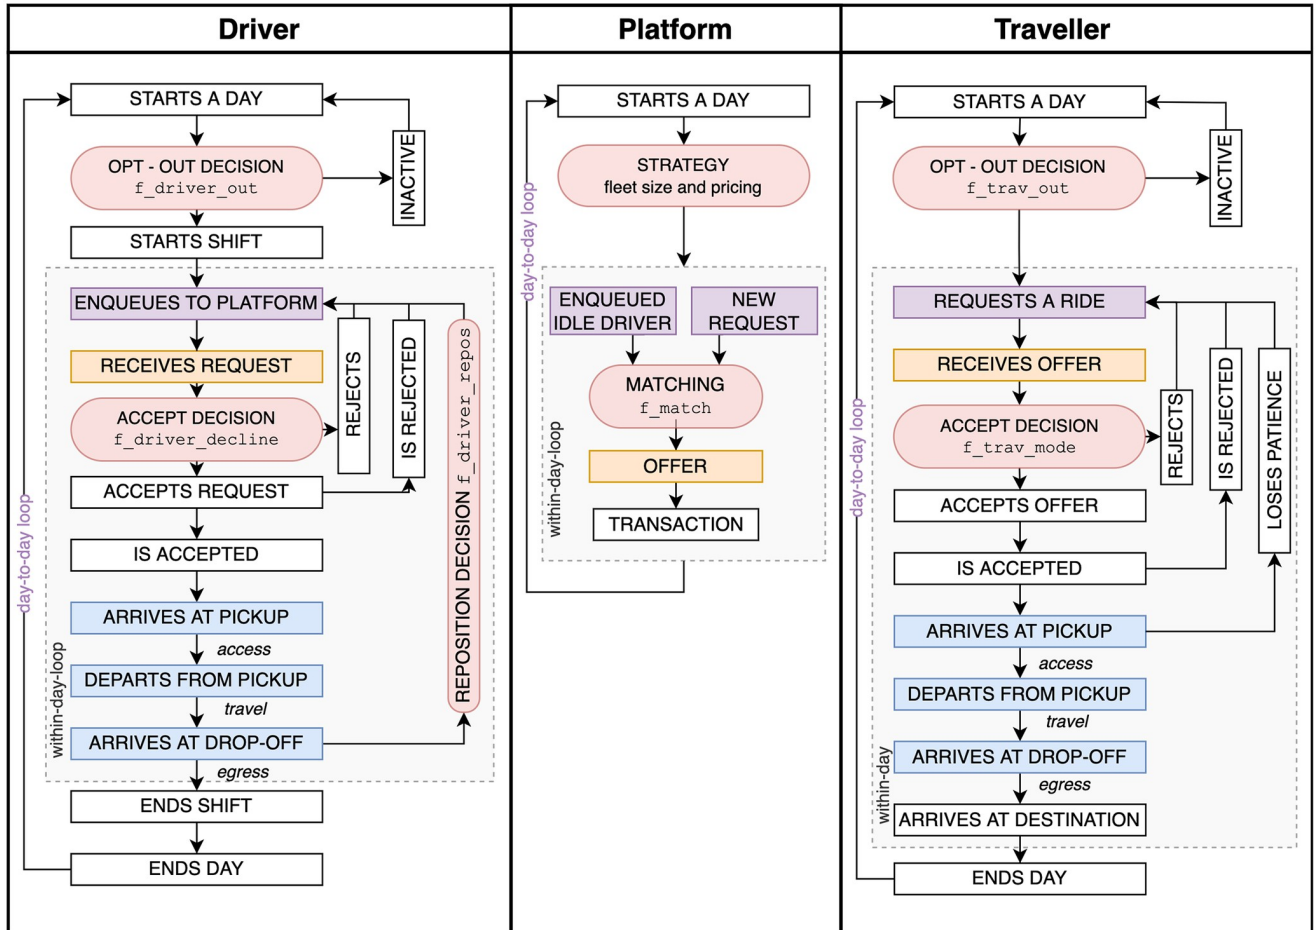 Driver
STARTS A DAY
OPT - OUT DECISION
f_driver_out
INACTIVE
STARTS SHIFT
ENQUEUES TO PLATFORM
RECEIVES REQUEST
ACCEPT DECISION
f_driver_decline
REJECTS
IS REJECTED
REPOSITION DECISION f_driver_repos
ACCEPTS REQUEST
IS ACCEPTED
ARRIVES AT PICKUP
access
DEPARTS FROM PICKUP
travel
ARRIVES AT DROP-OFF
egress
ENDS SHIFT
ENDS DAY
day-to-day loop
within-day-loop
Platform
STARTS A DAY
STRATEGY
fleet size and pricing
day-to-day loop
ENQUEUED
IDLE DRIVER
NEW
REQUEST
MATCHING
f_match
OFFER
TRANSACTION
within-day-loop
Traveller
STARTS A DAY
OPT - OUT DECISION
f_trav_out
INACTIVE
REQUESTS A RIDE
RECEIVES OFFER
ACCEPT DECISION
f_trav_mode
REJECTS
IS REJECTED
LOSES PATIENCE
ACCEPTS OFFER
IS ACCEPTED
ARRIVES AT PICKUP
access
DEPARTS FROM PICKUP
travel
ARRIVES AT DROP-OFF
egress
ARRIVES AT DESTINATION
ENDS DAY
day-to-day loop
within-day